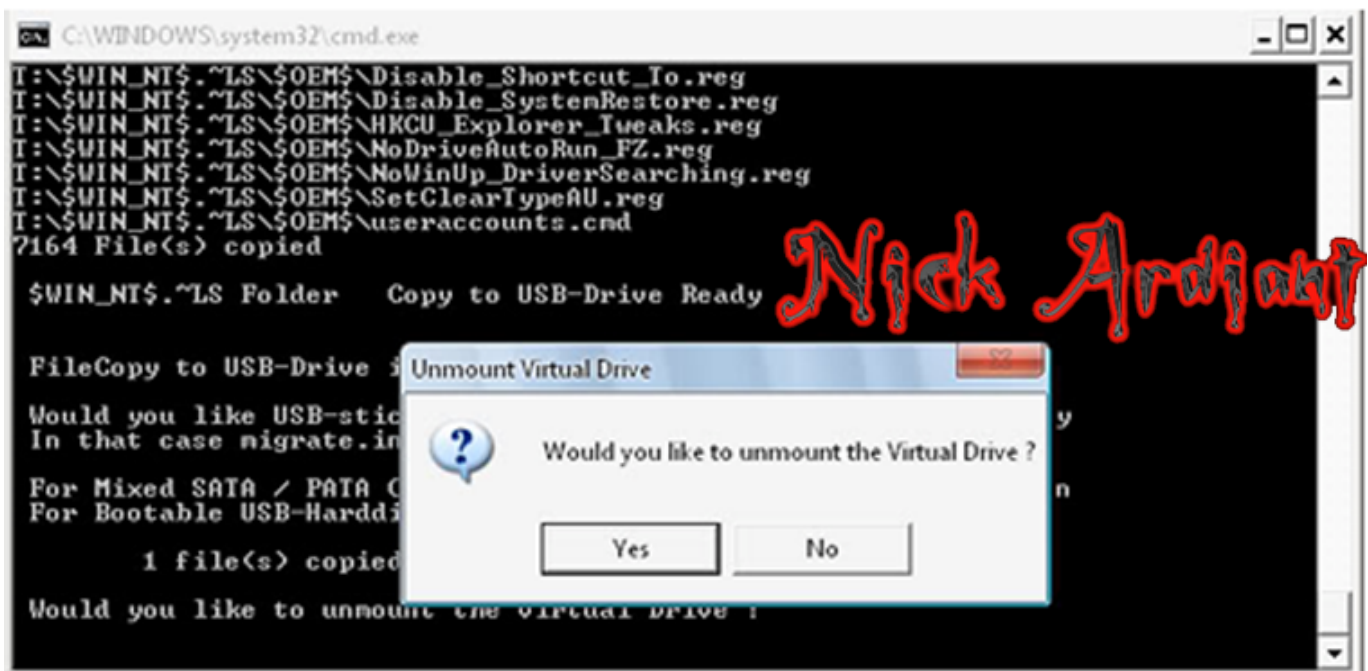 C:\WINDOWS\system32\cmd.exe
T:\$WIN_NT$.~LS\$OEM$\Disable_Shortcut_To.reg
T:\$WIN_NT$.~LS\$OEM$\Disable_SystemRestore.reg
T:\$WIN_NT$.~LS\$OEM$\HKCU_Explorer_Tweaks.reg
T:\$WIN_NT$.~LS\$OEM$\NoDriveAutoRun_FZ.reg
T:\$WIN_NT$.~LS\$OEM$\NoWinUp_DriverSearching.reg
T:\$WIN_NT$.~LS\$OEM$\SetClearTypeAU.reg
T:\$WIN_NT$.~LS\$OEM$\useraccounts.cmd
7164 File(s) copied
$WIN_NT$.~LS Folder   Copy to USB-Drive Ready
Nick Ardiant
FileCopy to USB-Drive i
Would you like USB-stic
y
In that case migrate.in
For Mixed SATA / PATA C
n
For Bootable USB-Harddi
1 file(s) copied
Would you like to unmount the Virtual Drive ?
Unmount Virtual Drive
Would you like to unmount the Virtual Drive ?
Yes
No